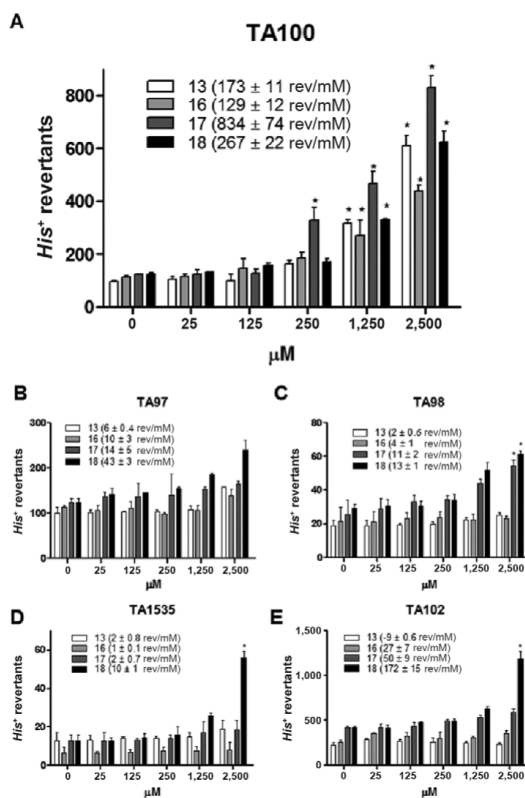 A
TA100
13 (173 ± 11 rev/mM)
16 (129 ± 12 rev/mM)
17 (834 ± 74 rev/mM)
18 (267 ± 22 rev/mM)
His+ revertants
800
600
400
200
0
0 25 125 250 1,250 2,500
* * * * * * * * *
µM
B
TA97
13 (6 ± 0.4 rev/mM)
16 (10 ± 3 rev/mM)
17 (14 ± 5 rev/mM)
18 (43 ± 3 rev/mM)
His+ revertants
300
200
100
0
0 25 125 250 1,250 2,500
µM
C
TA98
13 (2 ± 0.6 rev/mM)
16 (4 ± 1 rev/mM)
17 (11 ± 2 rev/mM)
18 (13 ± 1 rev/mM)
His+ revertants
80
60
40
20
0
* *
0 25 125 250 1,250 2,500
µM
D
TA1535
13 (2 ± 0.8 rev/mM)
16 (1 ± 0.1 rev/mM)
17 (2 ± 0.7 rev/mM)
18 (10 ± 1 rev/mM)
His+ revertants
60
40
20
0
*
0 25 125 250 1,250 2,500
µM
E
TA102
13 (-9 ± 0.6 rev/mM)
16 (27 ± 7 rev/mM)
17 (50 ± 9 rev/mM)
18 (172 ± 15 rev/mM)
His+ revertants
1,500
1,000
500
0
*
0 25 125 250 1,250 2,500
µM